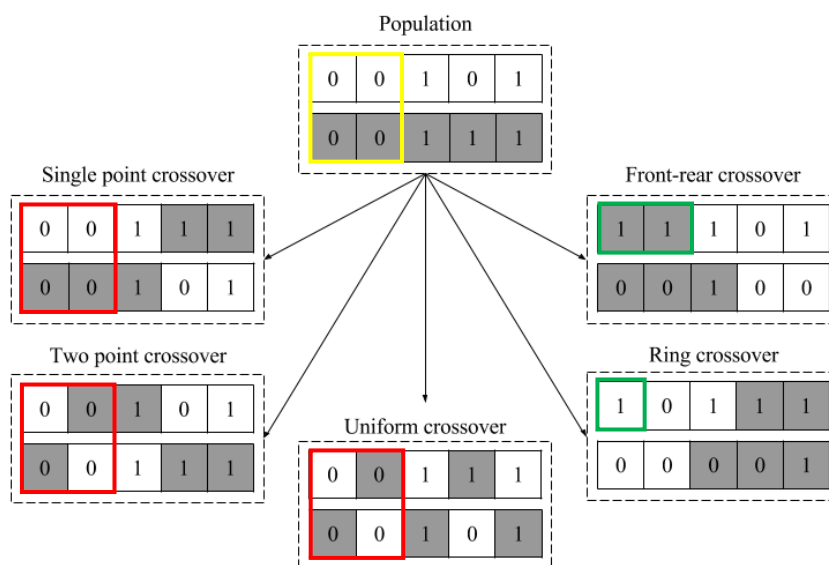 Population
0 0 1 0 1
0 0 1 1 1
Single point crossover
0 0 1 1 1
0 0 1 0 1
Front-rear crossover
1 1 1 0 1
0 0 1 0 0
Two point crossover
0 0 1 0 1
0 0 1 1 1
Uniform crossover
0 0 1 1 1
0 0 1 0 1
Ring crossover
1 0 1 1 1
0 0 0 0 1